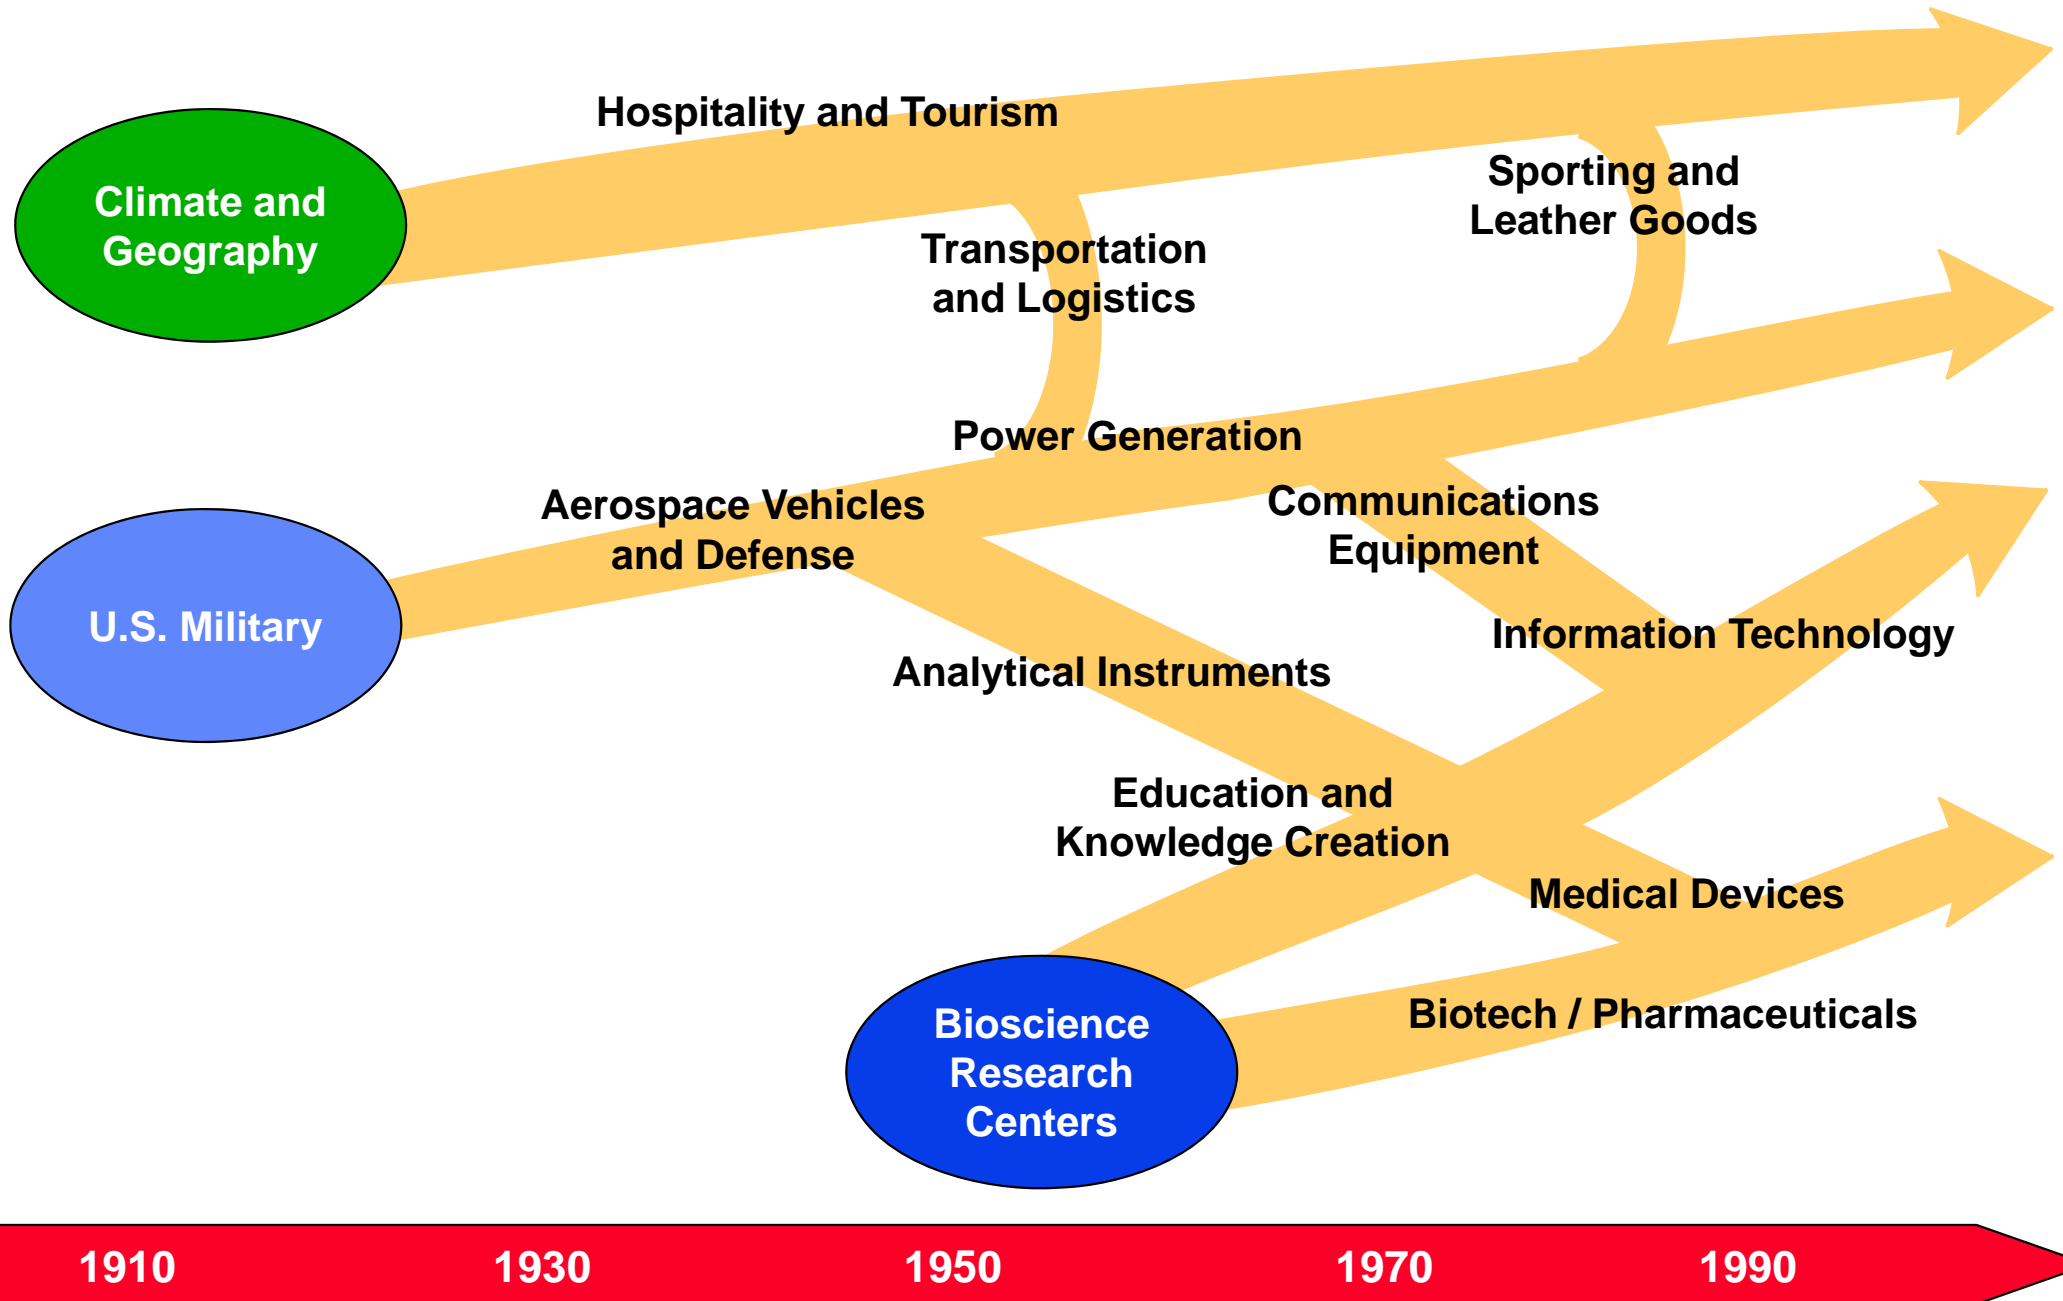 Hospitality and Tourism
Climate and
Geography
Sporting and
Leather Goods
Transportation
and Logistics
Power Generation
Aerospace Vehicles
and Defense
Communications
Equipment
U.S. Military
Information Technology
Analytical Instruments
Education and
Knowledge Creation
Medical Devices
Bioscience
Research
Centers
Biotech / Pharmaceuticals
1910
1930
1950
1970
1990